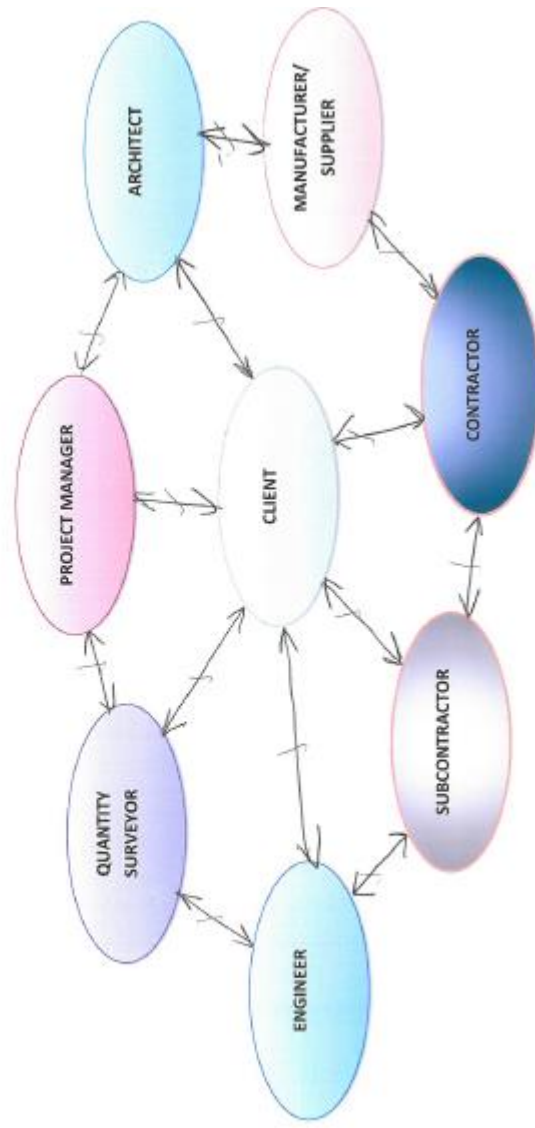 PROJECT MANAGER
QUANTITY
SURVEYOR
ARCHITECT
CLIENT
ENGINEER
MANUFACTURER/
SUPPLIER
SUBCONTRACTOR
CONTRACTOR